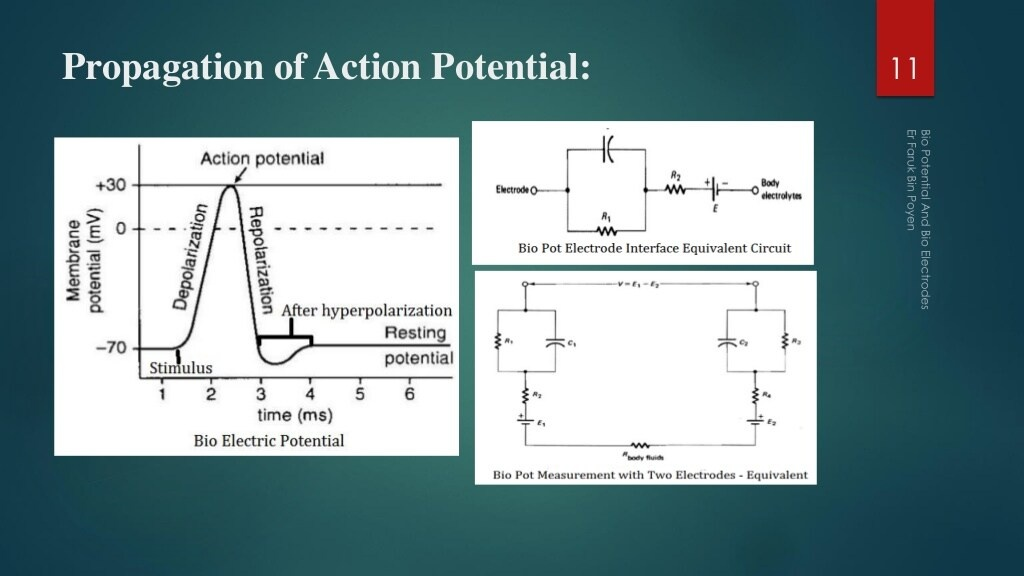 Propagation of Action Potential:
11
Bio Potential And Bio Electrodes
Er Faruk Bin Poyen
Action potential
+30
0
-70
Membrane
potential (mV)
Depolarization
Repolarization
After hyperpolarization
Resting
potential
Stimulus
1 2 3 4 5 6
time (ms)
Bio Electric Potential
Electrode
R1
R2
+ -
E
Body
electrolytes
Bio Pot Electrode Interface Equivalent Circuit
V = E1 - E2
R1
C1
C2
R3
R2
R4
+
E1
+
E2
Rbody fluids
Bio Pot Measurement with Two Electrodes - Equivalent